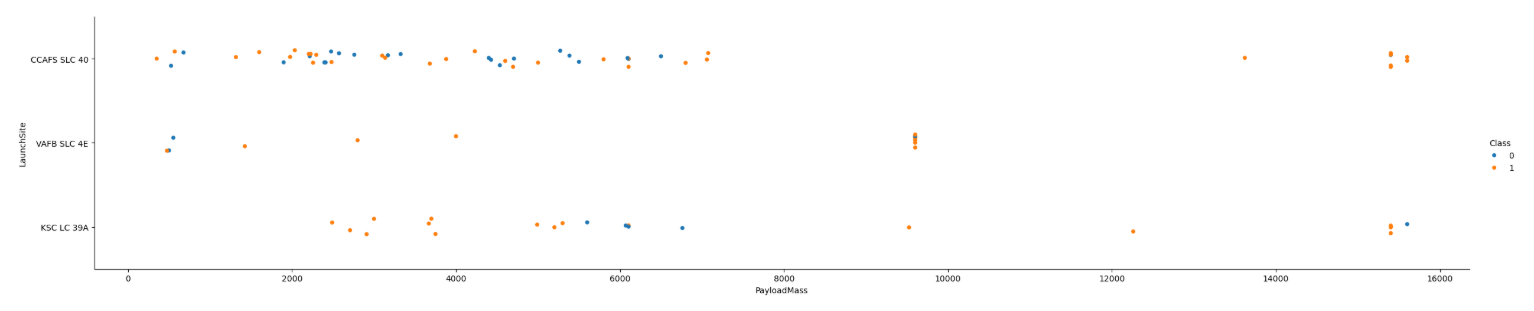 CCAFS SLC 40
VAFB SLC 4E
KSC LC 39A
LaunchSite
0 2000 4000 6000 8000 10000 12000 14000 16000
PayloadMass
Class
0
1